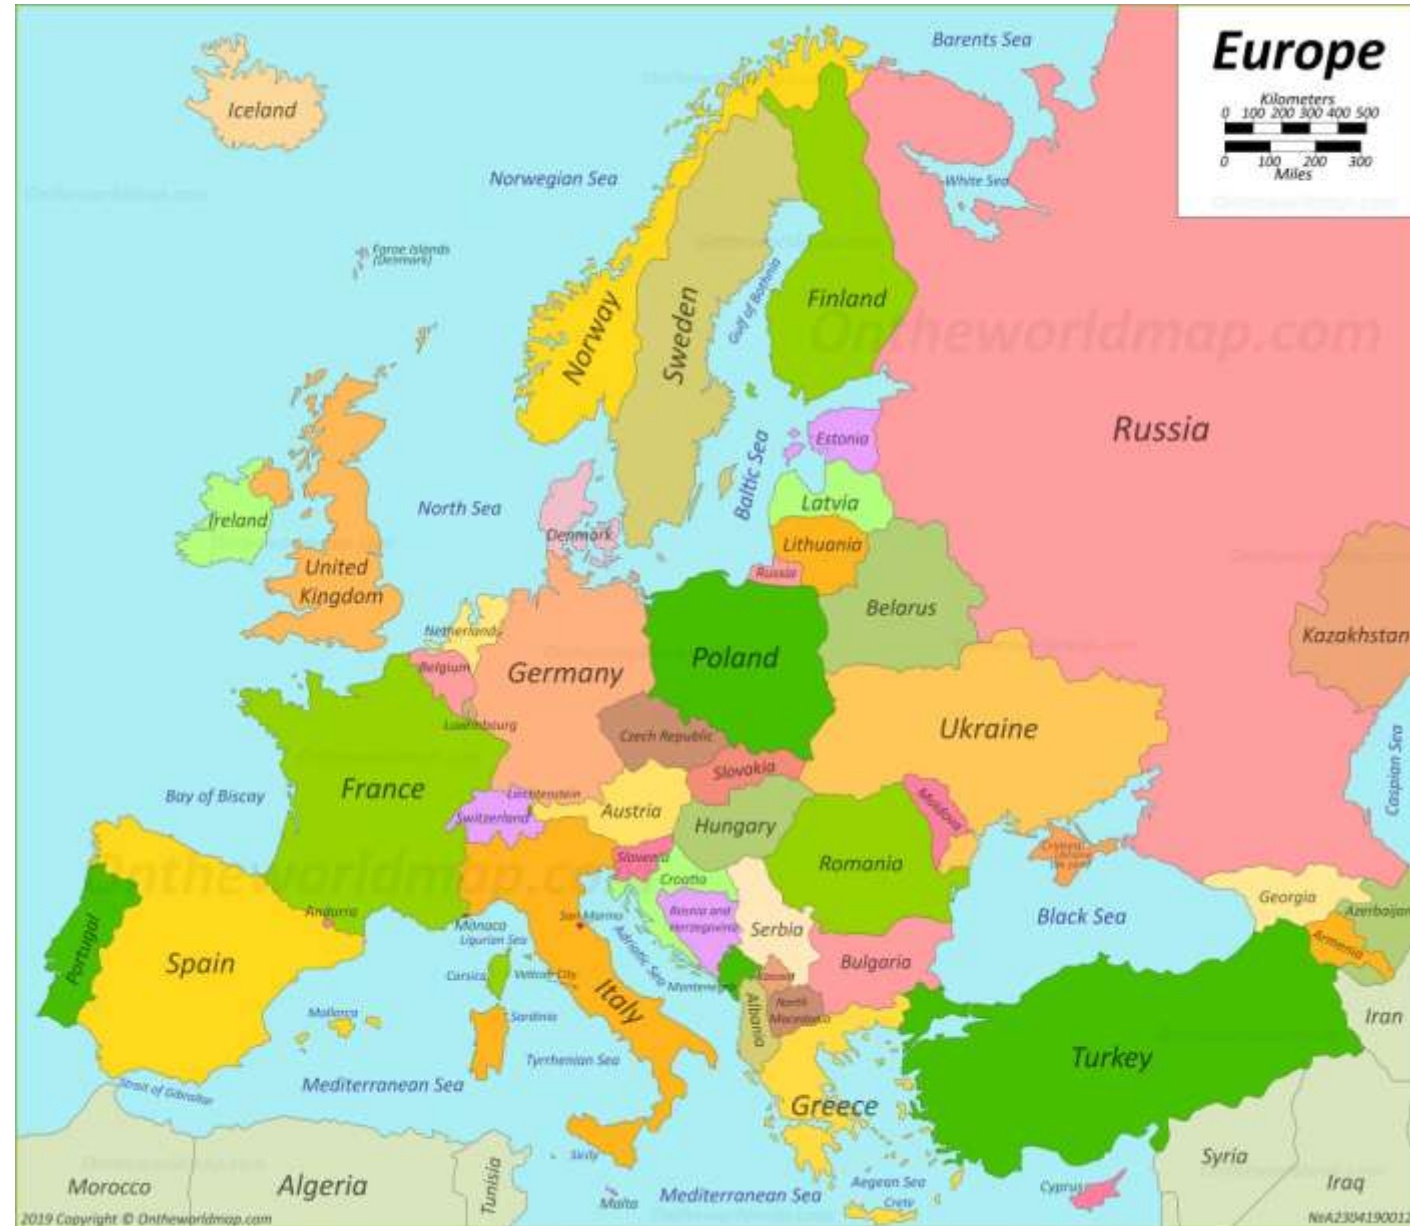 Europe
Kilometers
0 100 200 300 400 500
0 100 200 300
Miles
Barents Sea
Iceland
Norwegian Sea
White Sea
Ontheworldmap.com
Faroe Islands
(Denmark)
Gulf of Bothnia
Finland
Norway
Sweden
Ontheworldmap.com
Russia
Estonia
Baltic Sea
North Sea
Latvia
Ireland
Denmark
Lithuania
Russia
United
Kingdom
Belarus
Netherlands
Kazakhstan
Belgium
Germany
Poland
Luxembourg
Czech Republic
Ukraine
Slovakia
Caspian Sea
France
Bay of Biscay
Liechtenstein
Switzerland
Austria
Hungary
Moldova
Slovenia
Romania
Croatia
Ontheworldmap.com
Georgia
Azerbaijan
Andorra
Monaco
San Marino
Bosnia and
Herzegovina
Serbia
Black Sea
Ligurian Sea
Adriatic Sea
Armenia
Portugal
Spain
Corsica
Vatican City
Italy
Montenegro
Kosovo
Bulgaria
Albania
North
Macedonia
Mallorca
Sardinia
Iran
Tyrrhenian Sea
Turkey
Strait of Gibraltar
Mediterranean Sea
Greece
Sicily
Syria
Morocco
Algeria
Tunisia
Malta
Mediterranean Sea
Aegean Sea
Crete
Cyprus
Iraq
2019 Copyright © Ontheworldmap.com